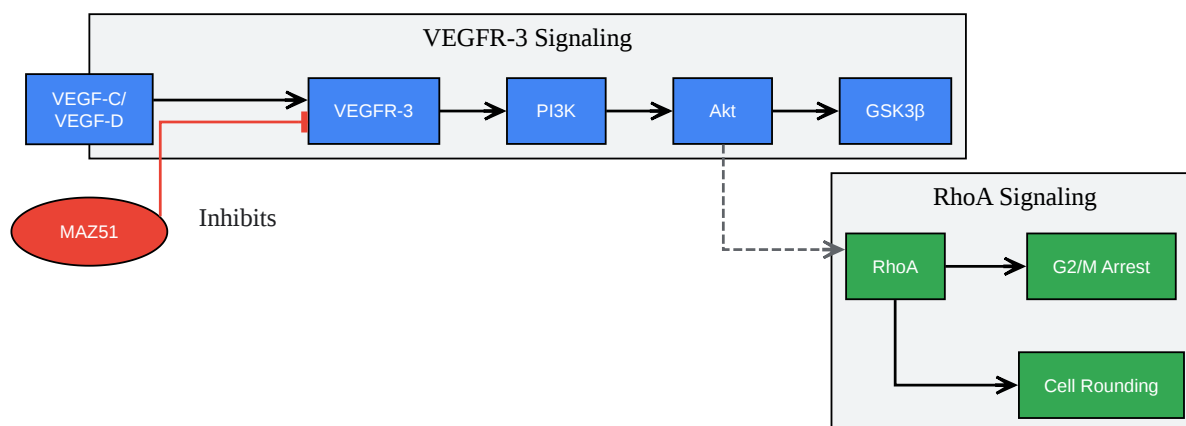 VEGFR-3 Signaling
VEGF-C/
VEGF-D
VEGFR-3
PI3K
Akt
GSK3β
MAZ51
Inhibits
RhoA Signaling
RhoA
G2/M Arrest
Cell Rounding